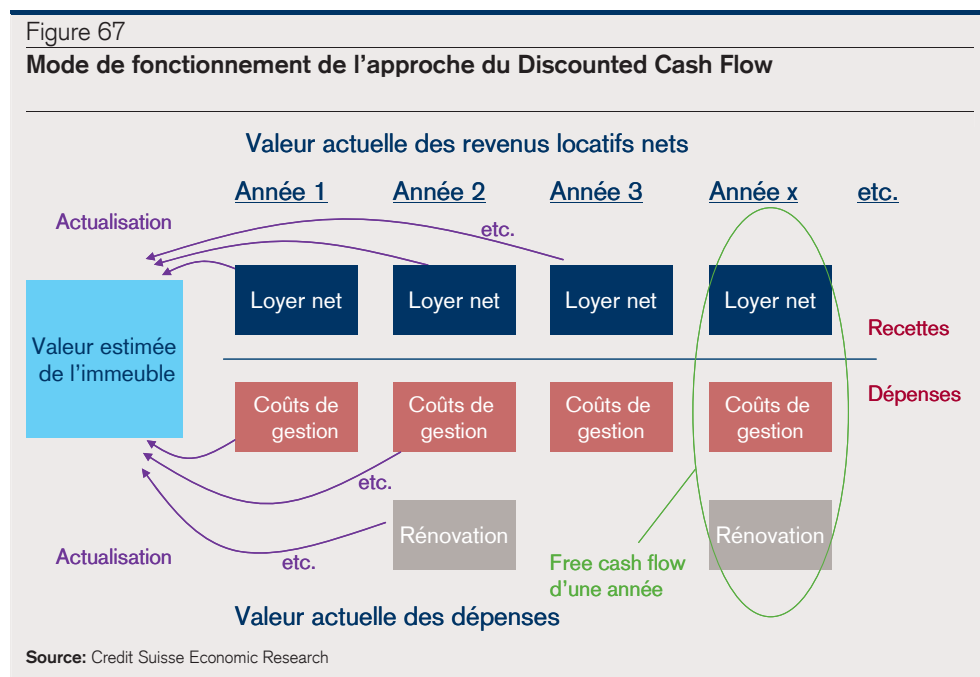 Figure 67
Mode de fonctionnement de l’approche du Discounted Cash Flow
Valeur actuelle des revenus locatifs nets
Année 1 Année 2 Année 3 Année x etc.
Actualisation
etc.
Loyer net Loyer net Loyer net Loyer net
Recettes
Valeur estimée
de l’immeuble
Dépenses
Coûts de
gestion
Coûts de
gestion
Coûts de
gestion
Coûts de
gestion
etc.
Rénovation
Rénovation
Actualisation
etc.
Free cash flow
d’une année
Valeur actuelle des dépenses
Source: Credit Suisse Economic Research